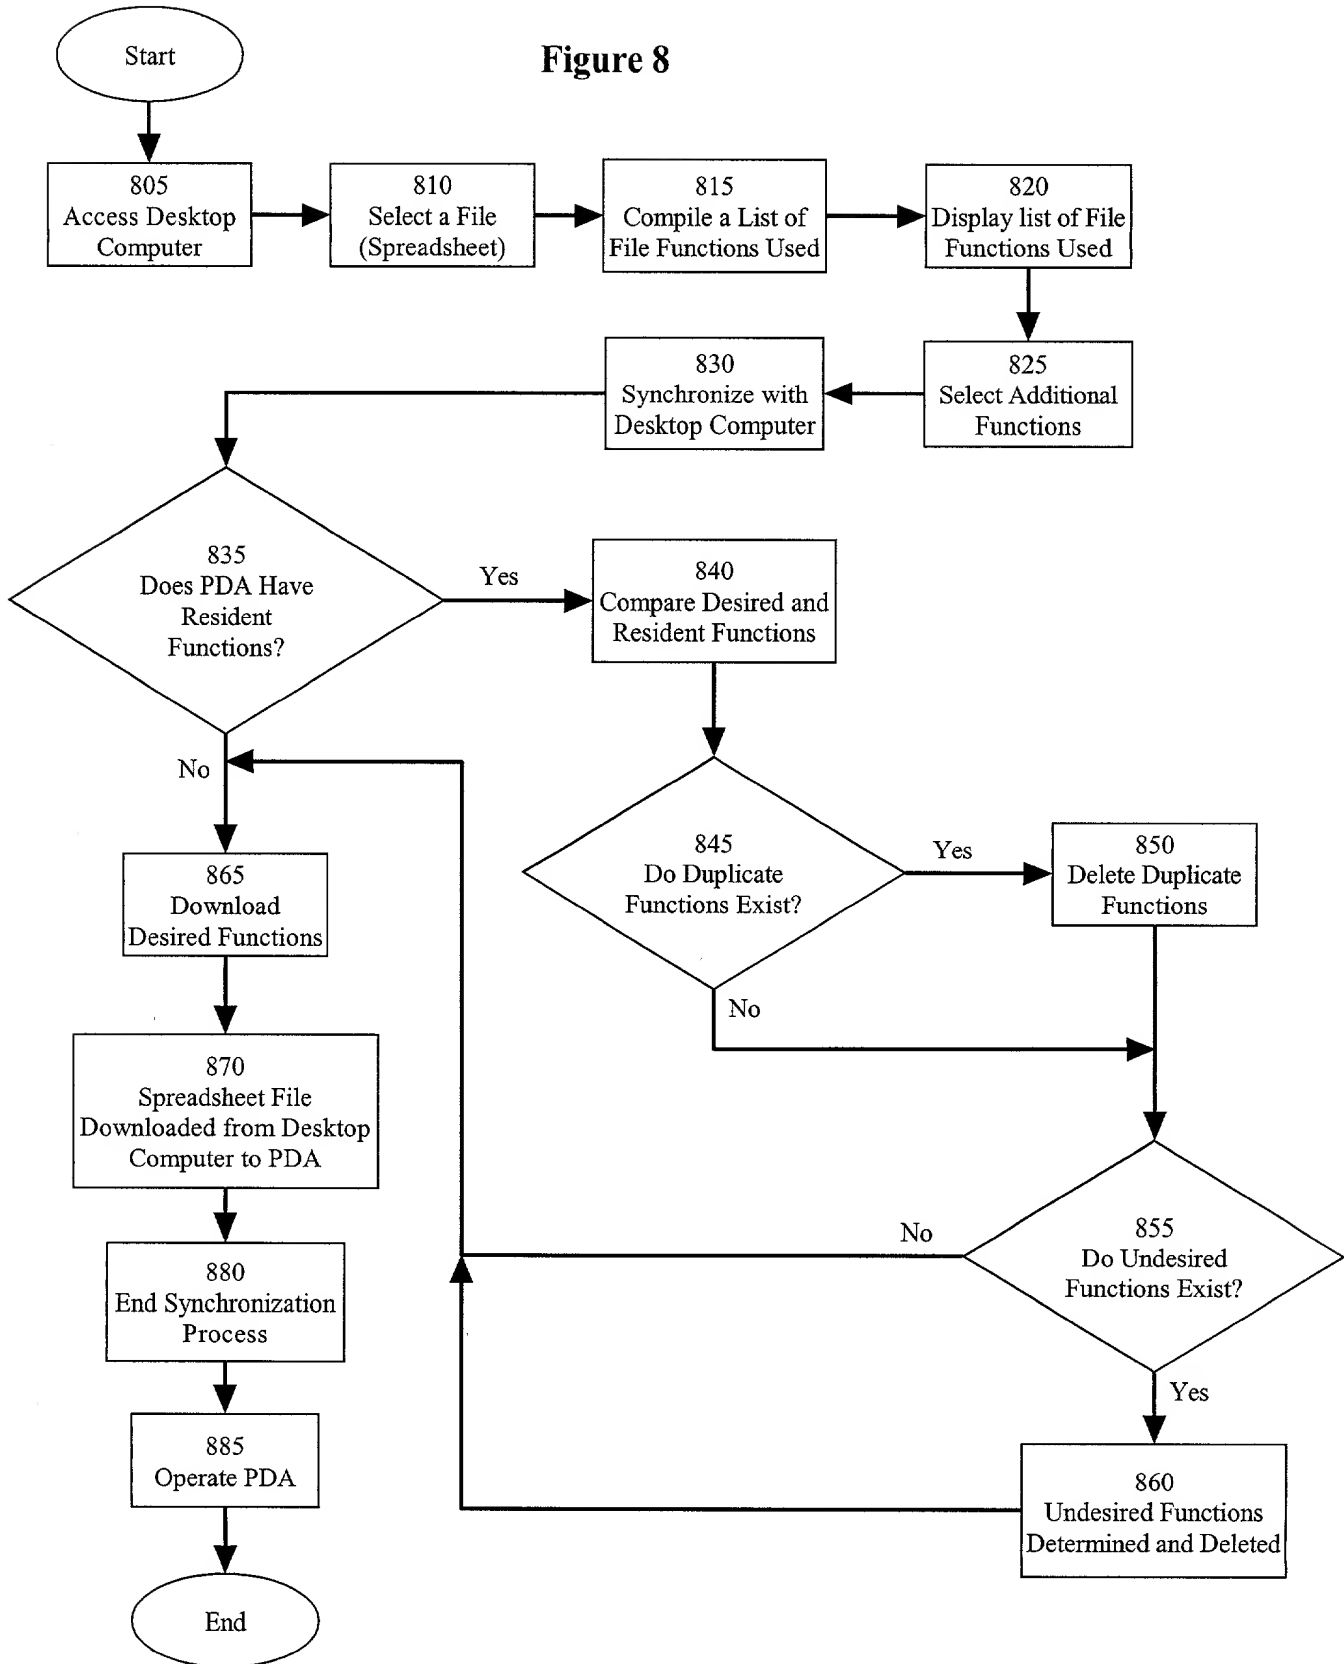 Start
Figure 8
805
Access Desktop
Computer
810
Select a File
(Spreadsheet)
815
Compile a List of
File Functions Used
820
Display list of File
Functions Used
825
Select Additional
Functions
830
Synchronize with
Desktop Computer
835
Does PDA Have
Resident
Functions?
Yes
No
840
Compare Desired and
Resident Functions
845
Do Duplicate
Functions Exist?
Yes
No
850
Delete Duplicate
Functions
855
Do Undesired
Functions Exist?
No
Yes
860
Undesired Functions
Determined and Deleted
865
Download
Desired Functions
870
Spreadsheet File
Downloaded from Desktop
Computer to PDA
880
End Synchronization
Process
885
Operate PDA
End